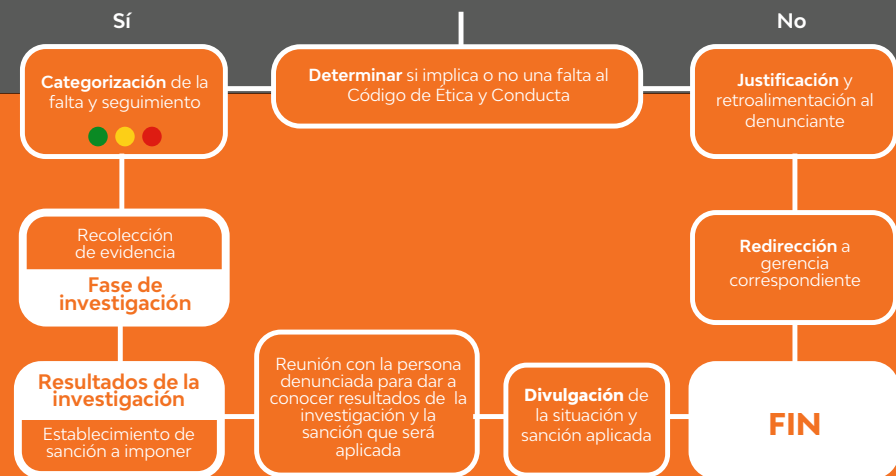 Sí
No
Categorización de la
falta y seguimiento
Determinar si implica o no una falta al
Código de Ética y Conducta
Justificación y
retroalimentación al
denunciante
Recolección
de evidencia
Fase de
investigación
Redirección a
gerencia
correspondiente
Resultados de la
investigación
Establecimiento de
sanción a imponer
Reunión con la persona
denunciada para dar a
conocer resultados de la
investigación y la
sanción que será
aplicada
Divulgación de
la situación y
sanción aplicada
FIN